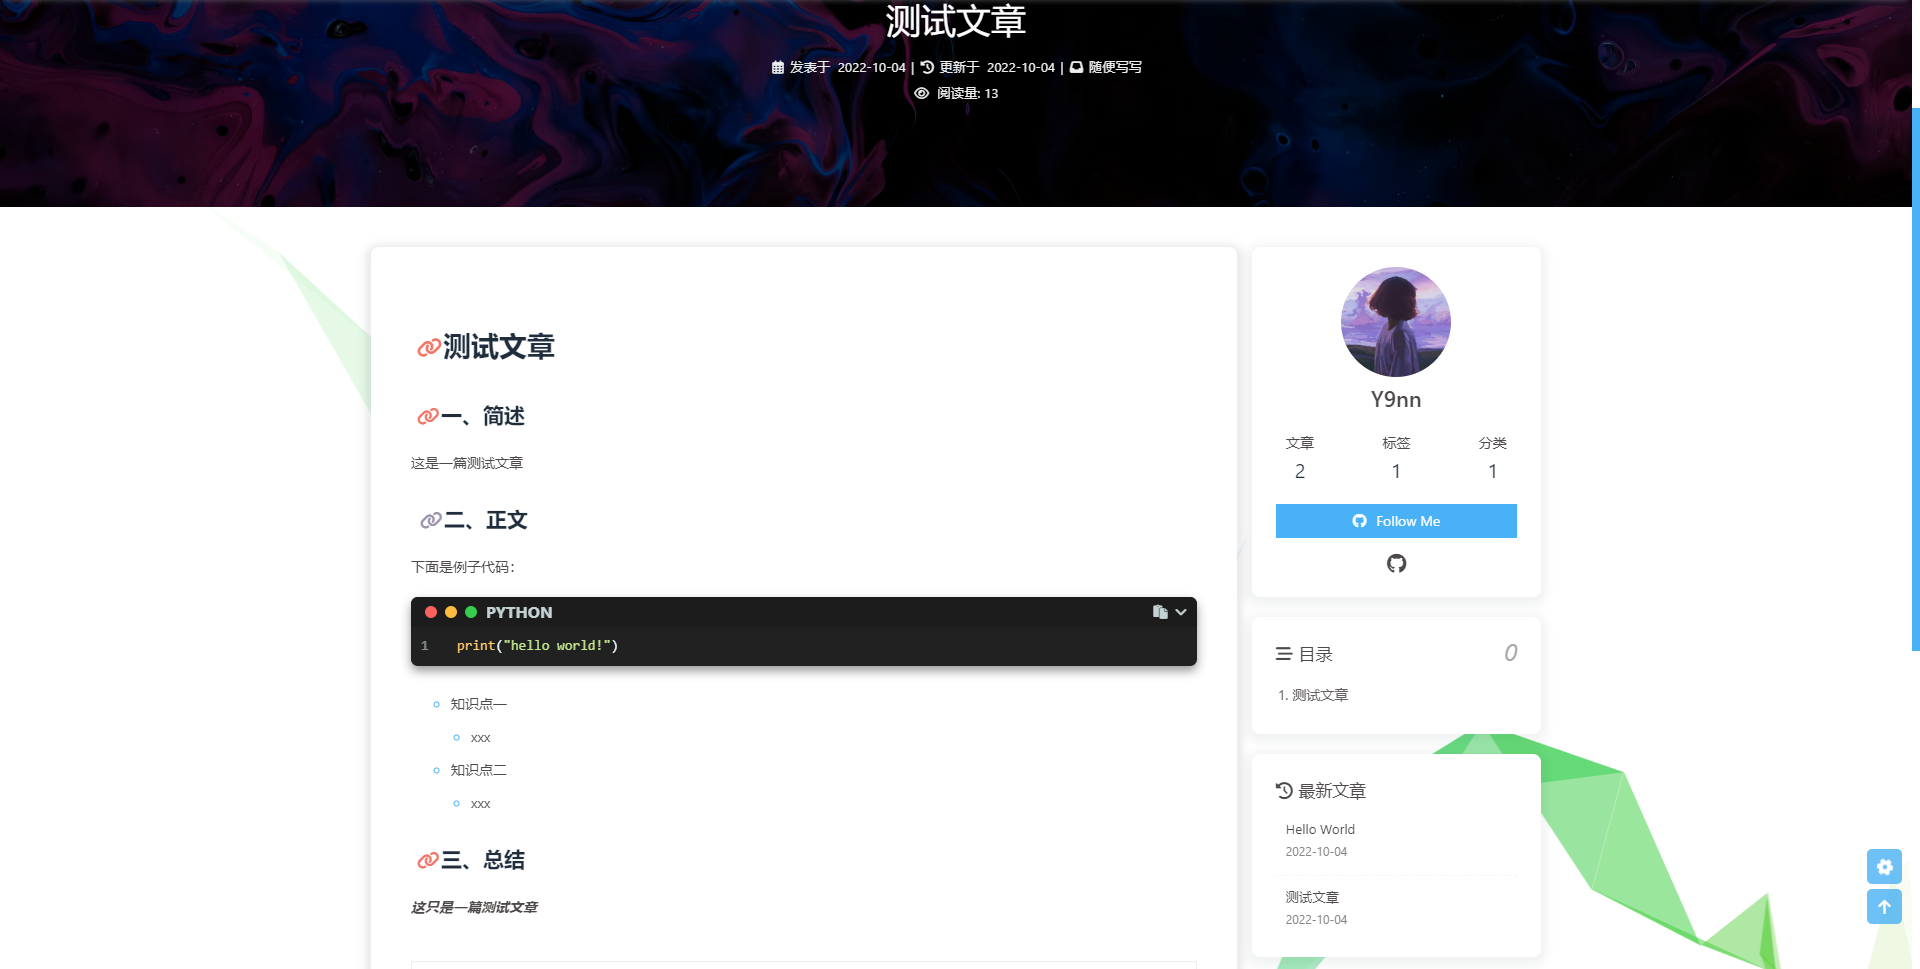 测试文章
发表于 2022-10-04 | 更新于 2022-10-04 | 随便写写
阅读量: 13
测试文章
一、简述
这是一篇测试文章
二、正文
下面是例子代码：
PYTHON
1 print("hello world!")
知识点一
xxx
知识点二
xxx
三、总结
这只是一篇测试文章
Y9nn
文章 标签 分类
2 1 1
Follow Me
目录 0
1. 测试文章
最新文章
Hello World
2022-10-04
测试文章
2022-10-04